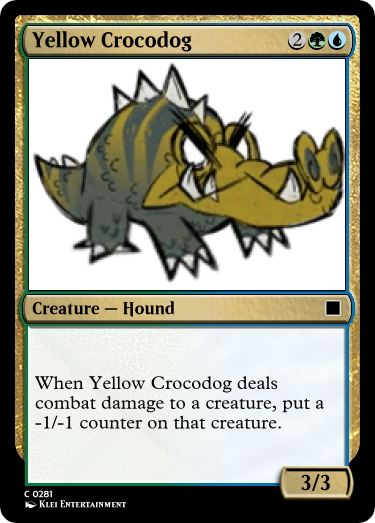 Yellow Crocodog 2
Creature — Hound
When Yellow Crocodog deals
combat damage to a creature, put a
-1/-1 counter on that creature.
3/3
C 0281
Klei Entertainment